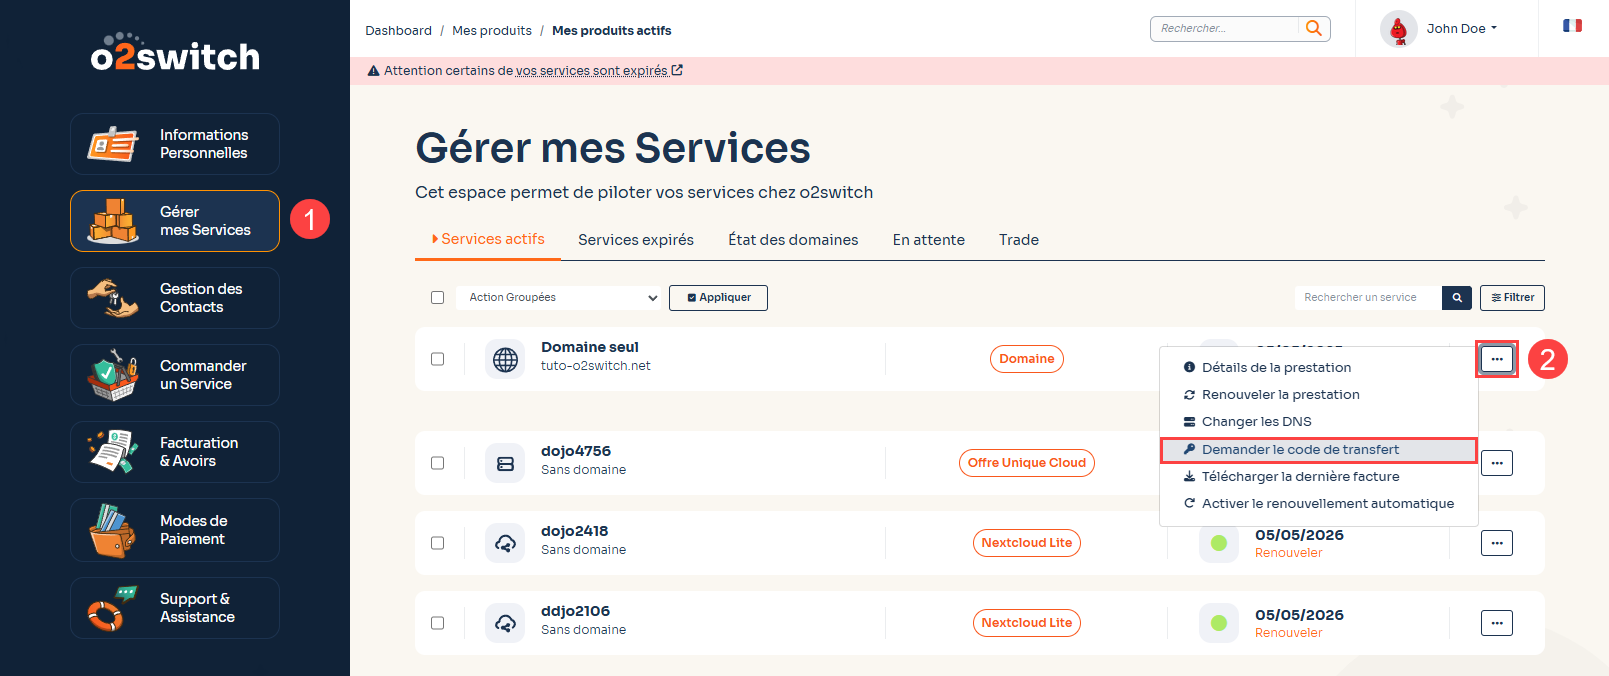 o2switch
Informations
Personnelles
Gérer
mes Services
1
Gestion des
Contacts
Commander
un Service
Facturation
& Avoirs
Modes de
Paiement
Support &
Assistance
Dashboard / Mes produits / Mes produits actifs
Rechercher...
John Doe
Attention certains de vos services sont expirés
Gérer mes Services
Cet espace permet de piloter vos services chez o2switch
Services actifs
Services expirés
État des domaines
En attente
Trade
Action Groupées
Appliquer
Rechercher un service
Filtrer
Domaine seul
tuto-o2switch.net
Domaine
2
Détails de la prestation
Renouveler la prestation
Changer les DNS
Demander le code de transfert
Télécharger la dernière facture
Activer le renouvellement automatique
dojo4756
Sans domaine
Offre Unique Cloud
dojo2418
Sans domaine
Nextcloud Lite
05/05/2026
Renouveler
ddjo2106
Sans domaine
Nextcloud Lite
05/05/2026
Renouveler